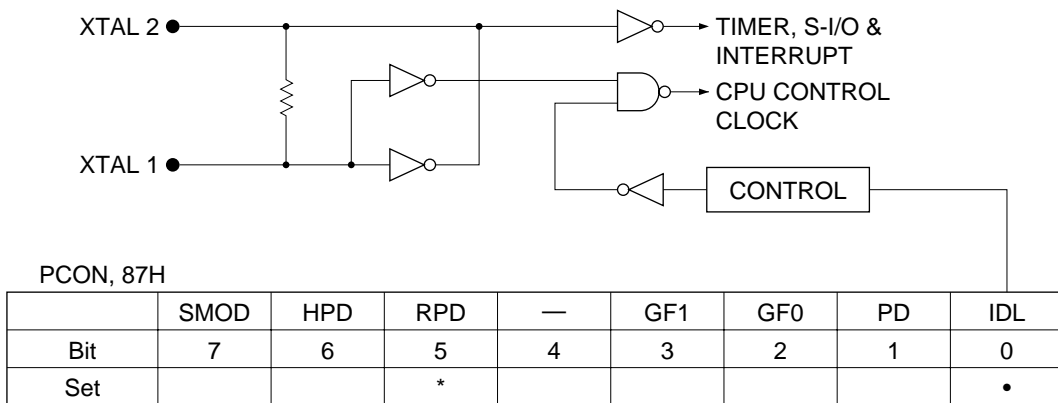 XTAL 2
TIMER, S-I/O &
INTERRUPT
CPU CONTROL
CLOCK
XTAL 1
CONTROL
PCON, 87H
SMOD HPD RPD — GF1 GF0 PD IDL
Bit 7 6 5 4 3 2 1 0
Set * •